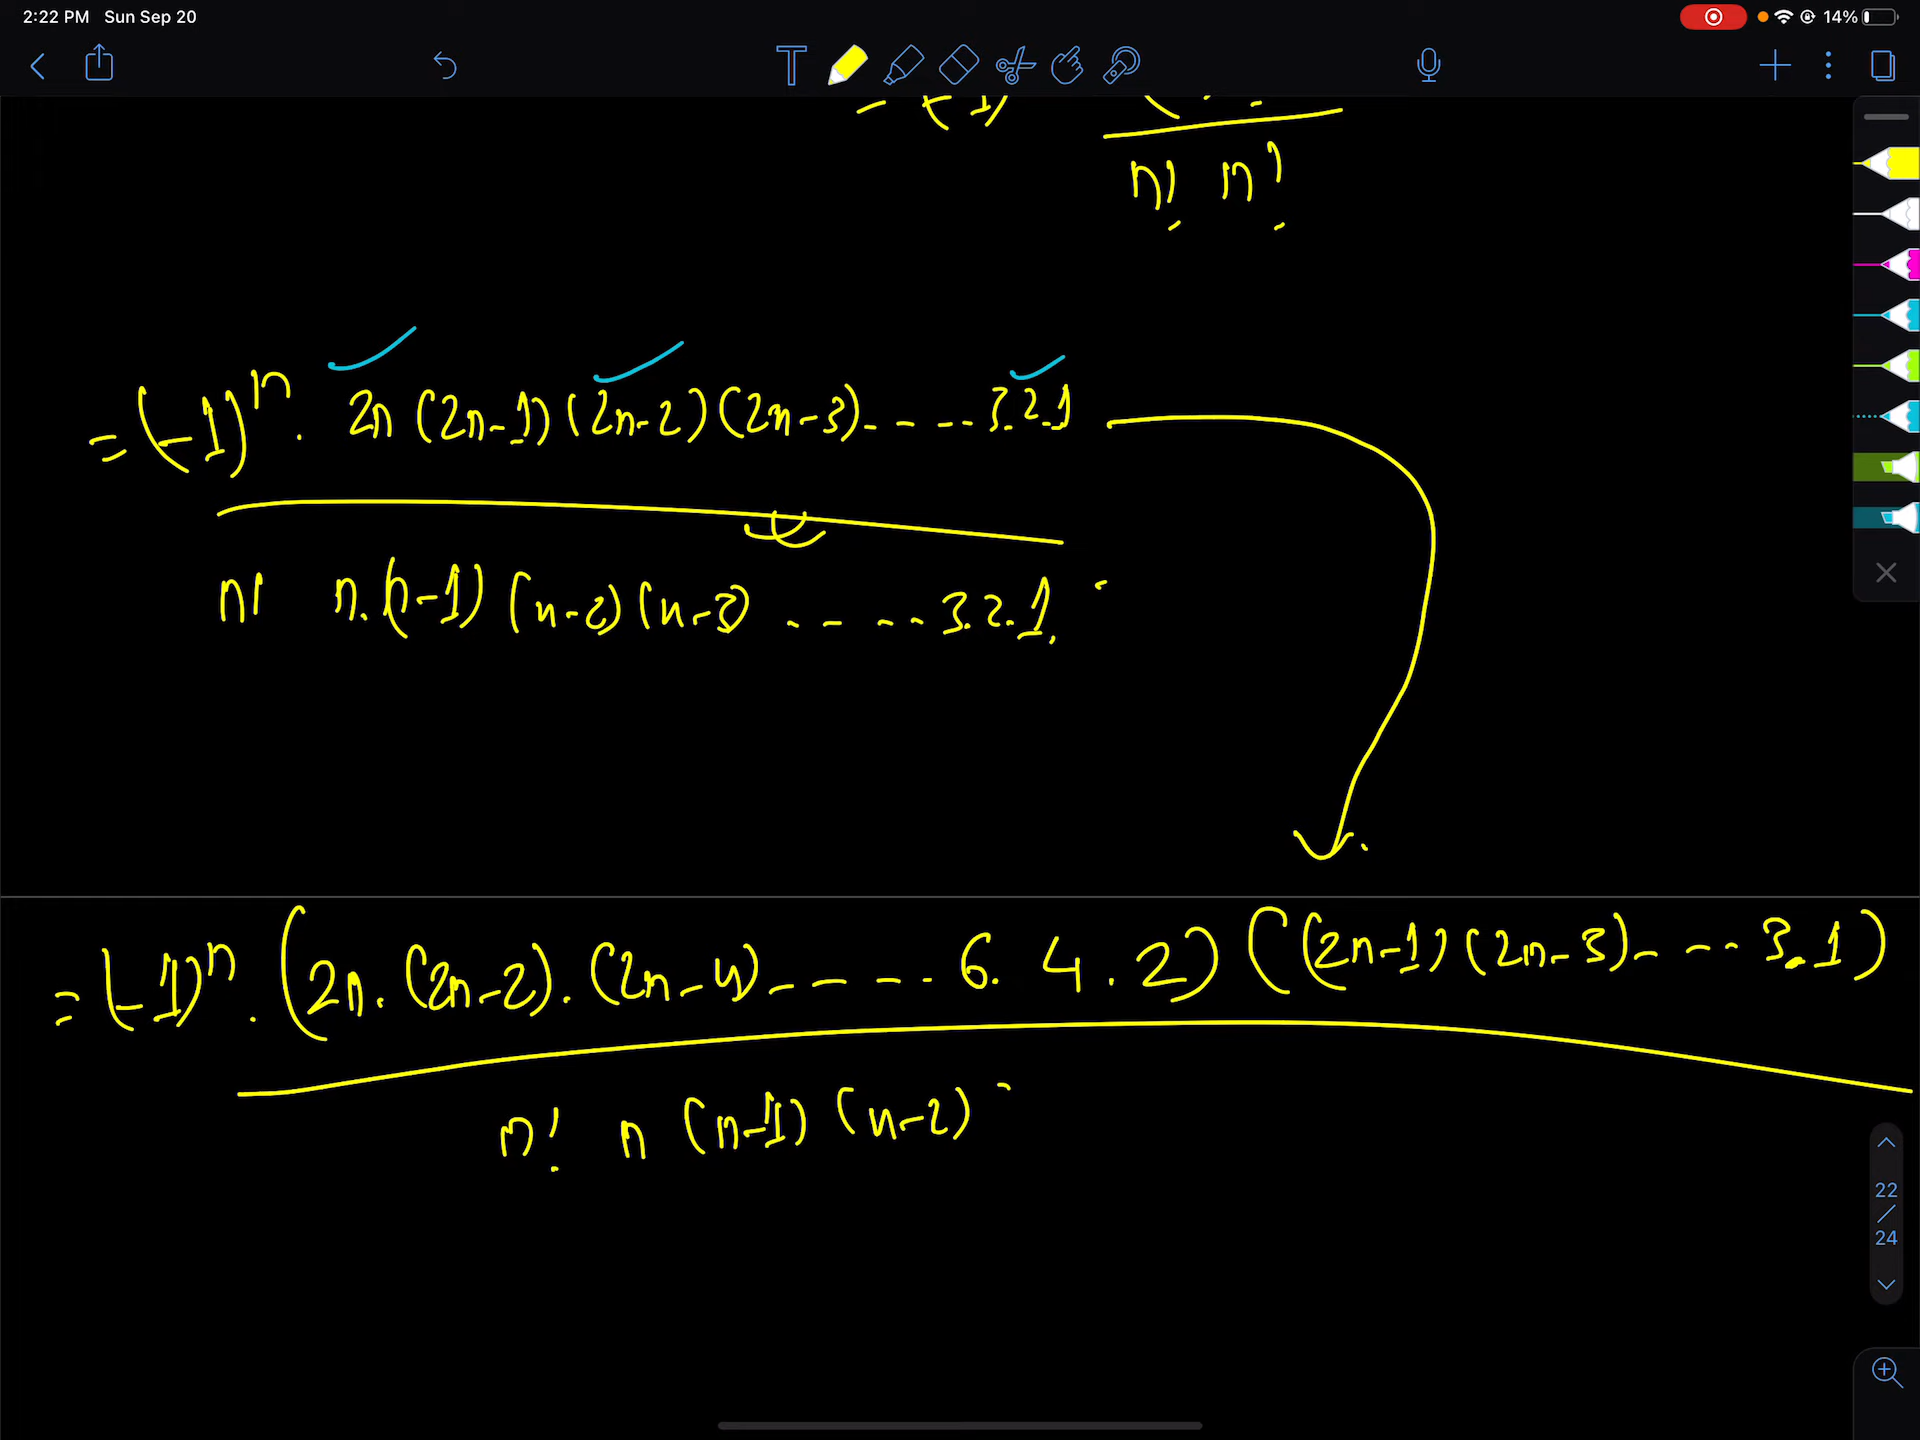 2:22 PM Sun Sep 20 14%
= (-1)
n! n!
= (-1)^n . 2n (2n-1) (2n-2) (2n-3) - - -- 3.2.1
n! n.(n-1) (n-2) (n-3) - - -- 3.2.1.
= (-1)^n . (2n. (2n-2). (2n-4) - - --- 6. 4 . 2) ((2n-1) (2n-3) - --- 3.1)
n! n (n-1) (n-2)
22
/
24